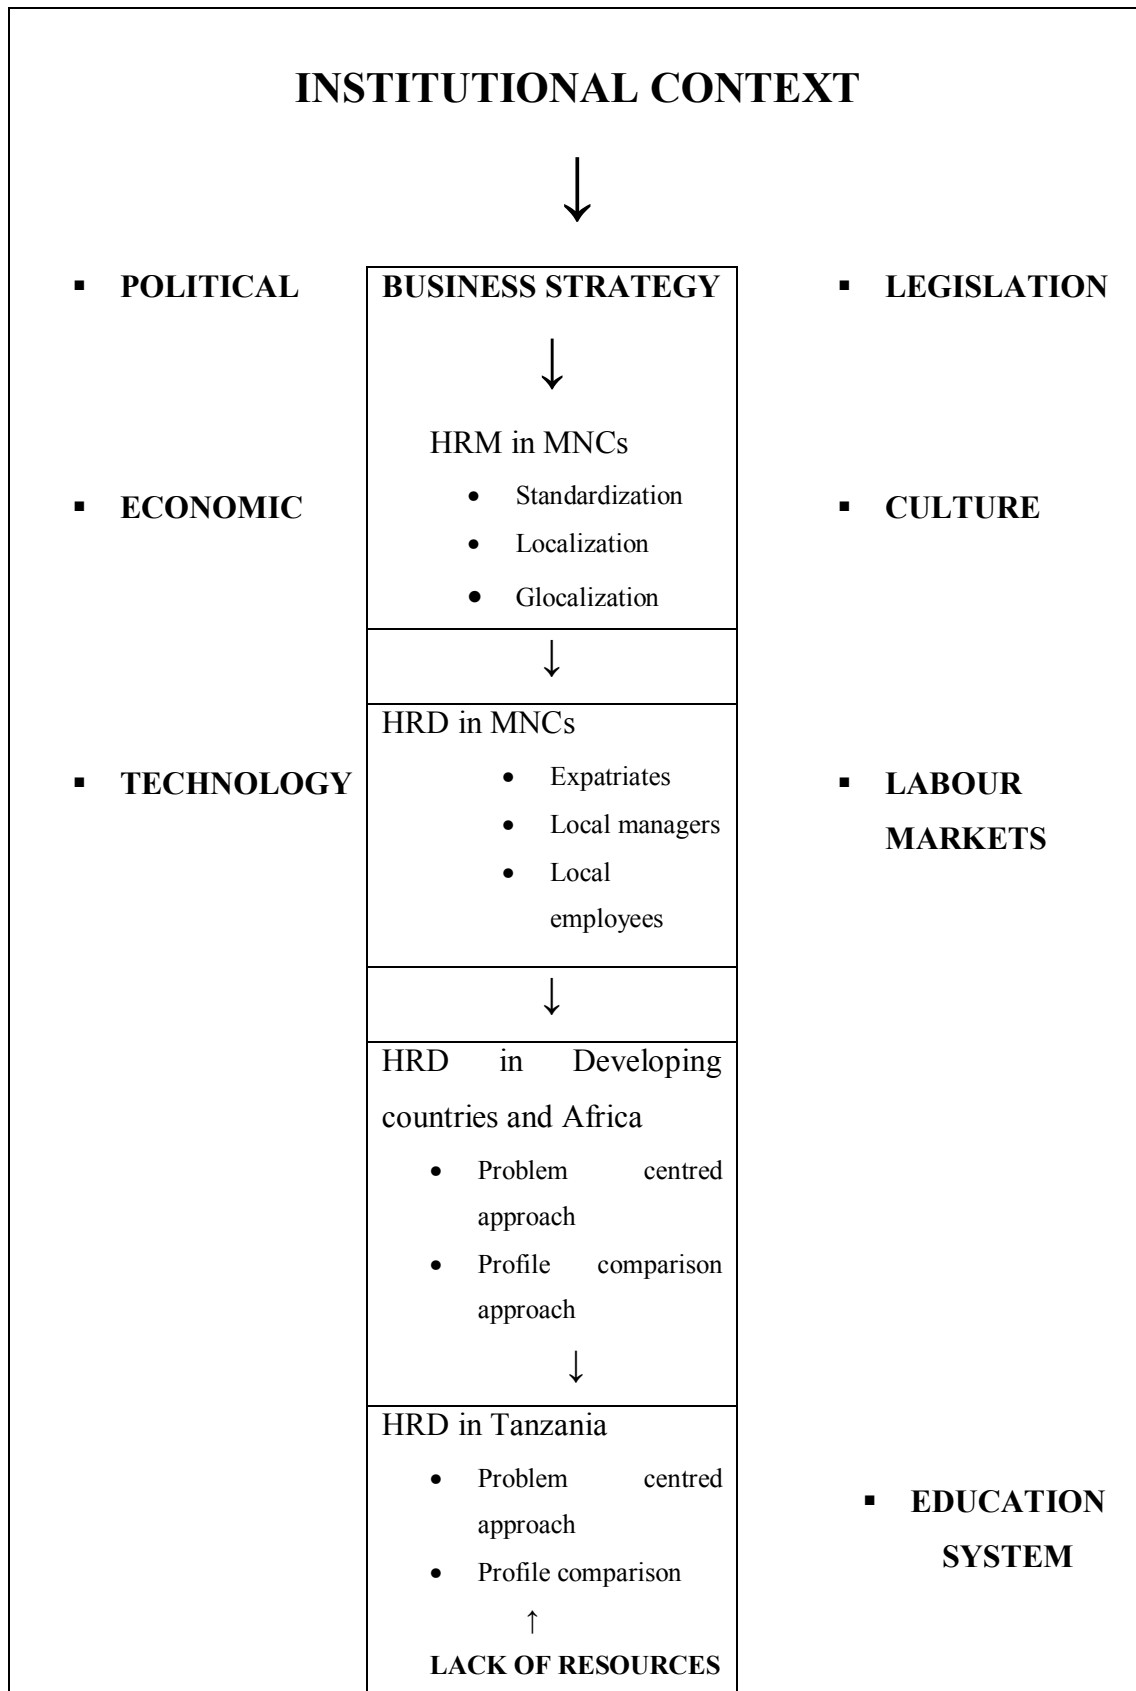 INSTITUTIONAL CONTEXT
↓
▪ POLITICAL
BUSINESS STRATEGY
▪ LEGISLATION
↓
HRM in MNCs
• Standardization
▪ ECONOMIC
▪ CULTURE
• Localization
• Glocalization
↓
HRD in MNCs
▪ TECHNOLOGY
• Expatriates
▪ LABOUR
MARKETS
• Local managers
• Local
employees
↓
HRD in Developing
countries and Africa
• Problem centred
approach
• Profile comparison
approach
↓
HRD in Tanzania
• Problem centred
approach
▪ EDUCATION
SYSTEM
• Profile comparison
↑
LACK OF RESOURCES